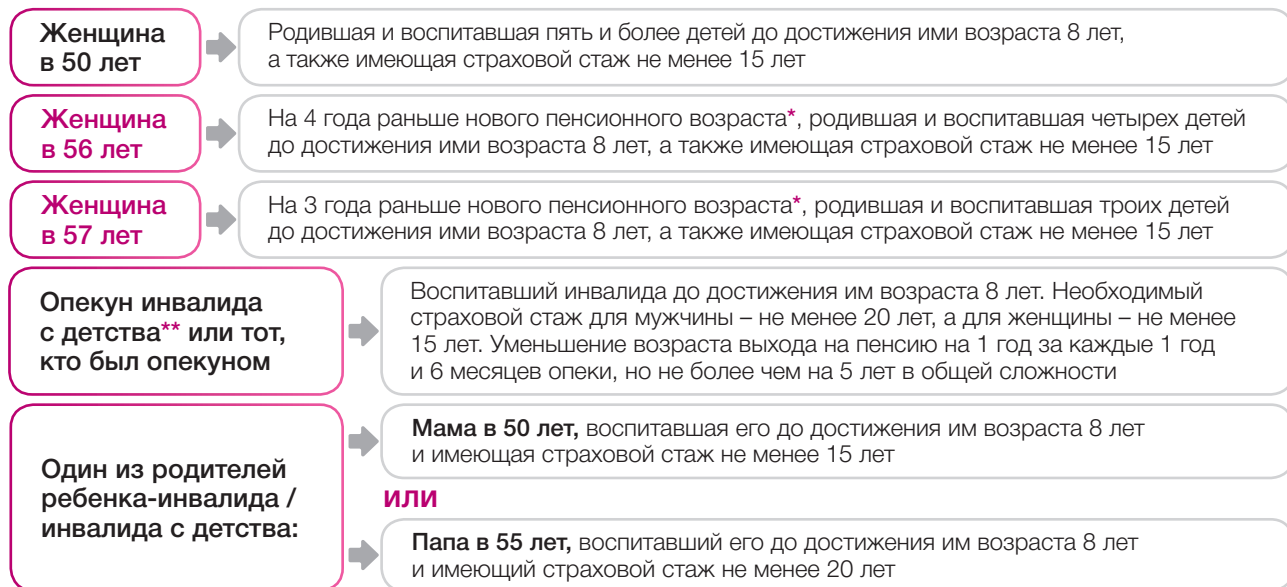 Женщина
в 50 лет
Родившая и воспитавшая пять и более детей до достижения ими возраста 8 лет,
а также имеющая страховой стаж не менее 15 лет
Женщина
в 56 лет
На 4 года раньше нового пенсионного возраста*, родившая и воспитавшая четырех детей
до достижения ими возраста 8 лет, а также имеющая страховой стаж не менее 15 лет
Женщина
в 57 лет
На 3 года раньше нового пенсионного возраста*, родившая и воспитавшая троих детей
до достижения ими возраста 8 лет, а также имеющая страховой стаж не менее 15 лет
Опекун инвалида
с детства** или тот,
кто был опекуном
Воспитавший инвалида до достижения им возраста 8 лет. Необходимый
страховой стаж для мужчины – не менее 20 лет, а для женщины – не менее
15 лет. Уменьшение возраста выхода на пенсию на 1 год за каждые 1 год
и 6 месяцев опеки, но не более чем на 5 лет в общей сложности
Один из родителей
ребенка-инвалида /
инвалида с детства:
Мама в 50 лет, воспитавшая его до достижения им возраста 8 лет
и имеющая страховой стаж не менее 15 лет
или
Папа в 55 лет, воспитавший его до достижения им возраста 8 лет
и имеющий страховой стаж не менее 20 лет